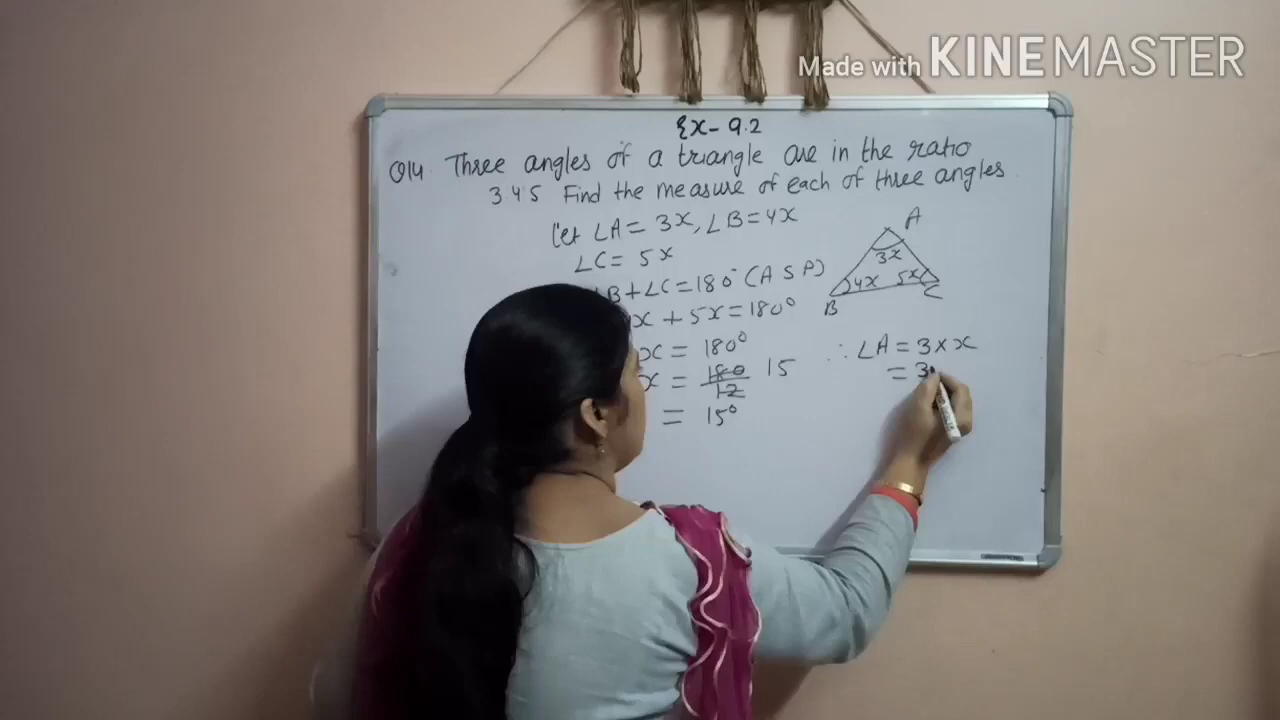 Made with KINEMASTER
Ex-9.2
Q14 Three angles of a triangle are in the ratio
3 4 5 Find the measure of each of three angles
let ∠A = 3x, ∠B = 4x
∠C = 5x
B + ∠C = 180° (A S P)
x + 5x = 180°
x = 180°
x = 180/12 15
= 15°
A
3x
4x 5x
B C
∴ ∠A = 3 × x
= 3